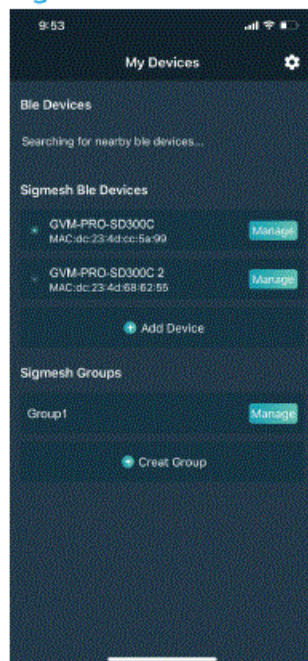 9:53
My Devices
Ble Devices
Searching for nearby ble devices...
Sigmesh Ble Devices
GVM-PRO-SD300C
MAC:dc:23:4d:cc:5a:99
Manage
GVM-PRO-SD300C 2
MAC:dc:23:4d:68:62:55
Manage
Add Device
Sigmesh Groups
Group1
Manage
Creat Group